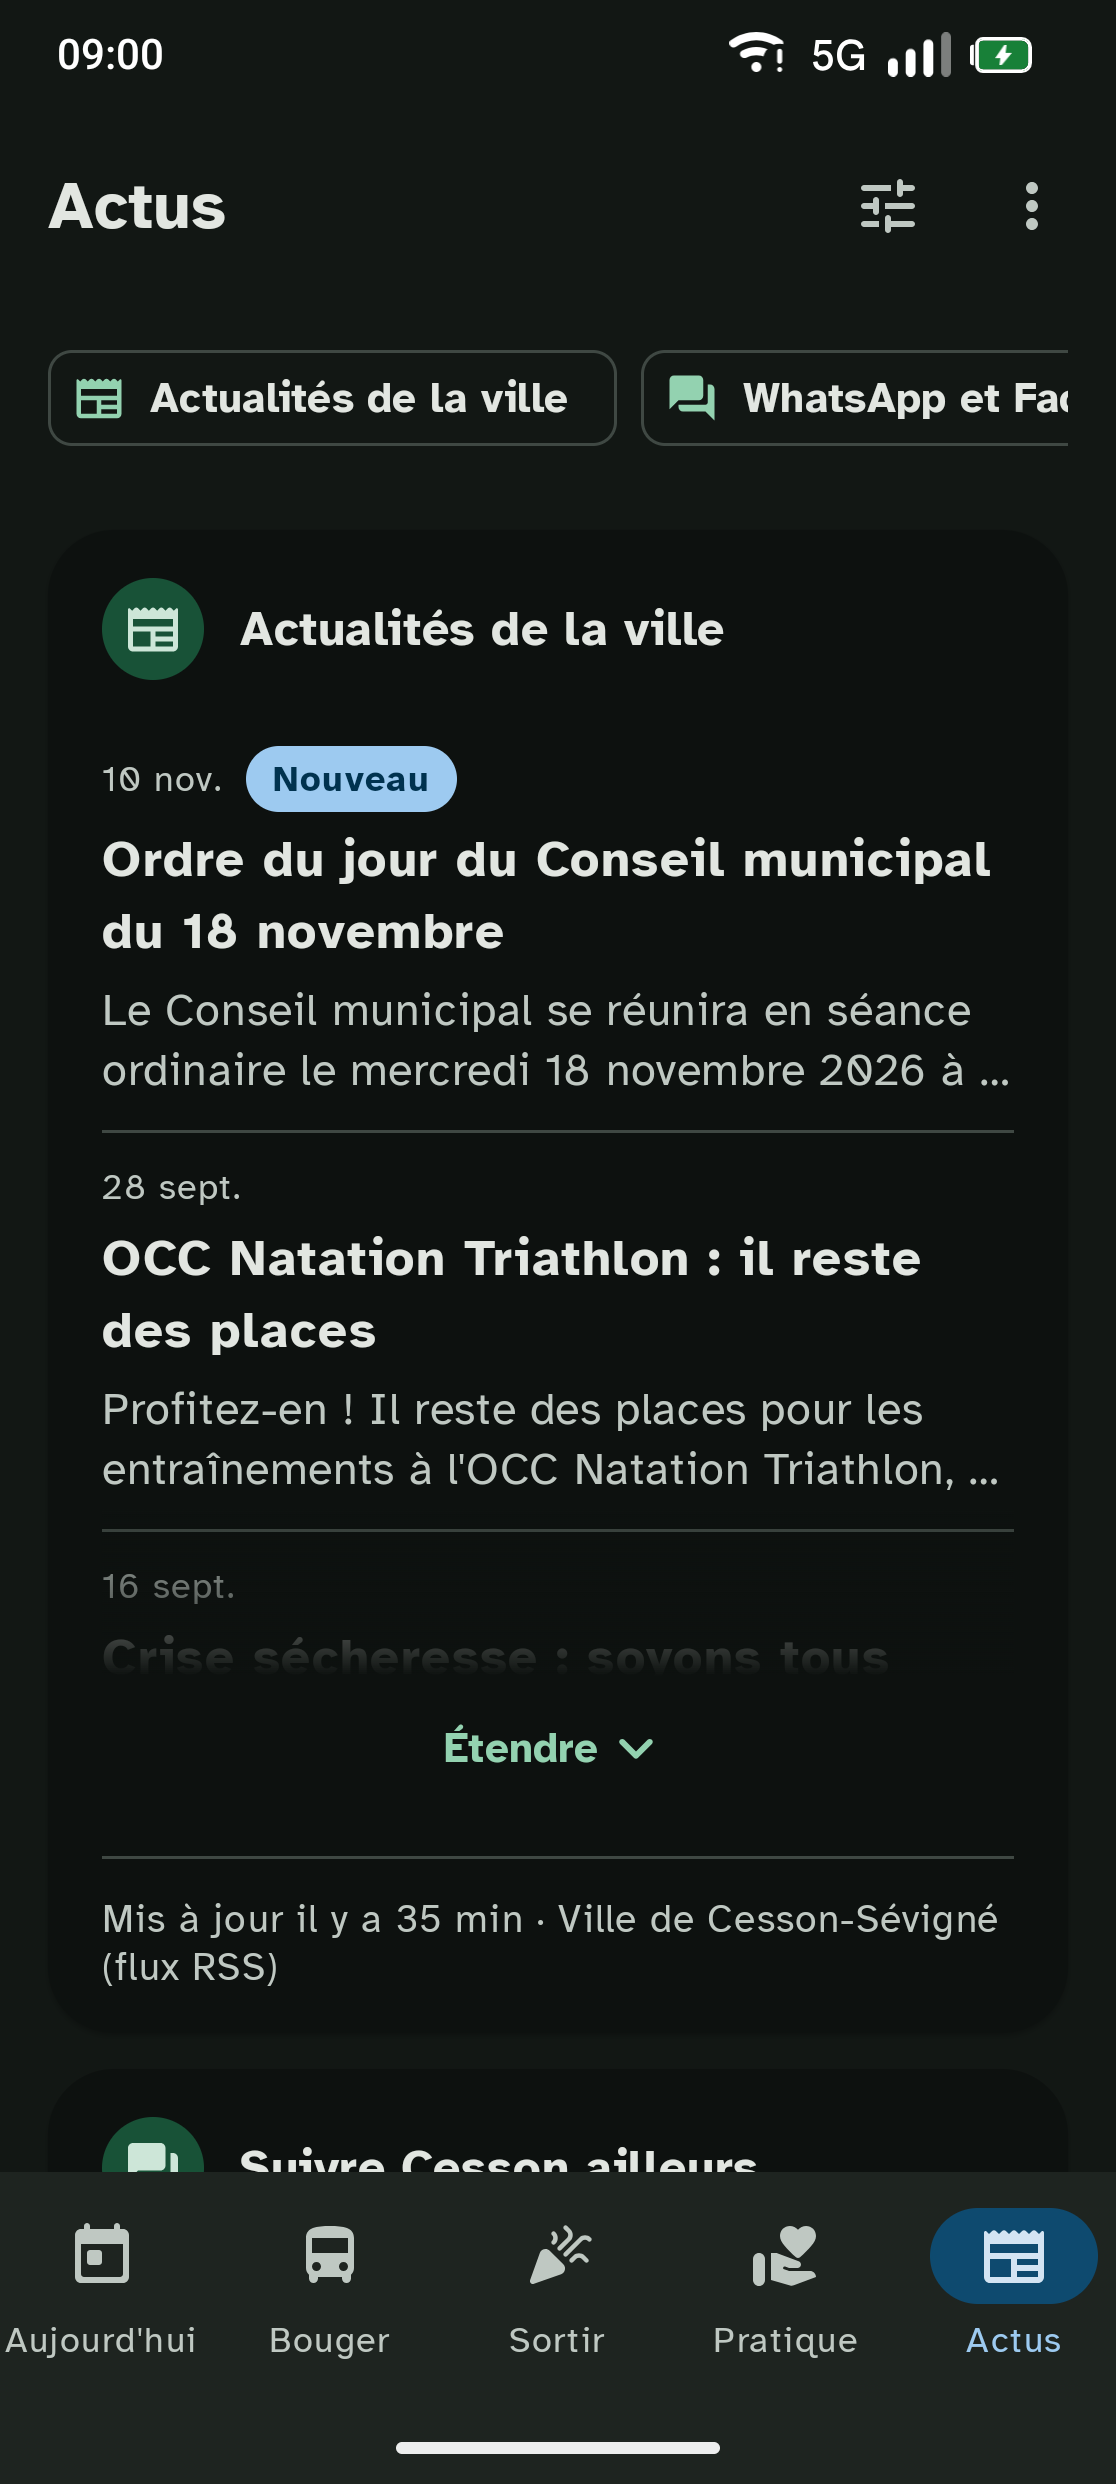 09:00
5G
Actus
Actualités de la ville
WhatsApp et Fac
Actualités de la ville
10 nov.
Nouveau
Ordre du jour du Conseil municipal
du 18 novembre
Le Conseil municipal se réunira en séance
ordinaire le mercredi 18 novembre 2026 à ...
28 sept.
OCC Natation Triathlon : il reste
des places
Profitez-en ! Il reste des places pour les
entraînements à l'OCC Natation Triathlon, ...
16 sept.
Crise sécheresse : soyons tous
Étendre
Mis à jour il y a 35 min · Ville de Cesson-Sévigné
(flux RSS)
Suivre Cesson ailleurs
Aujourd'hui
Bouger
Sortir
Pratique
Actus